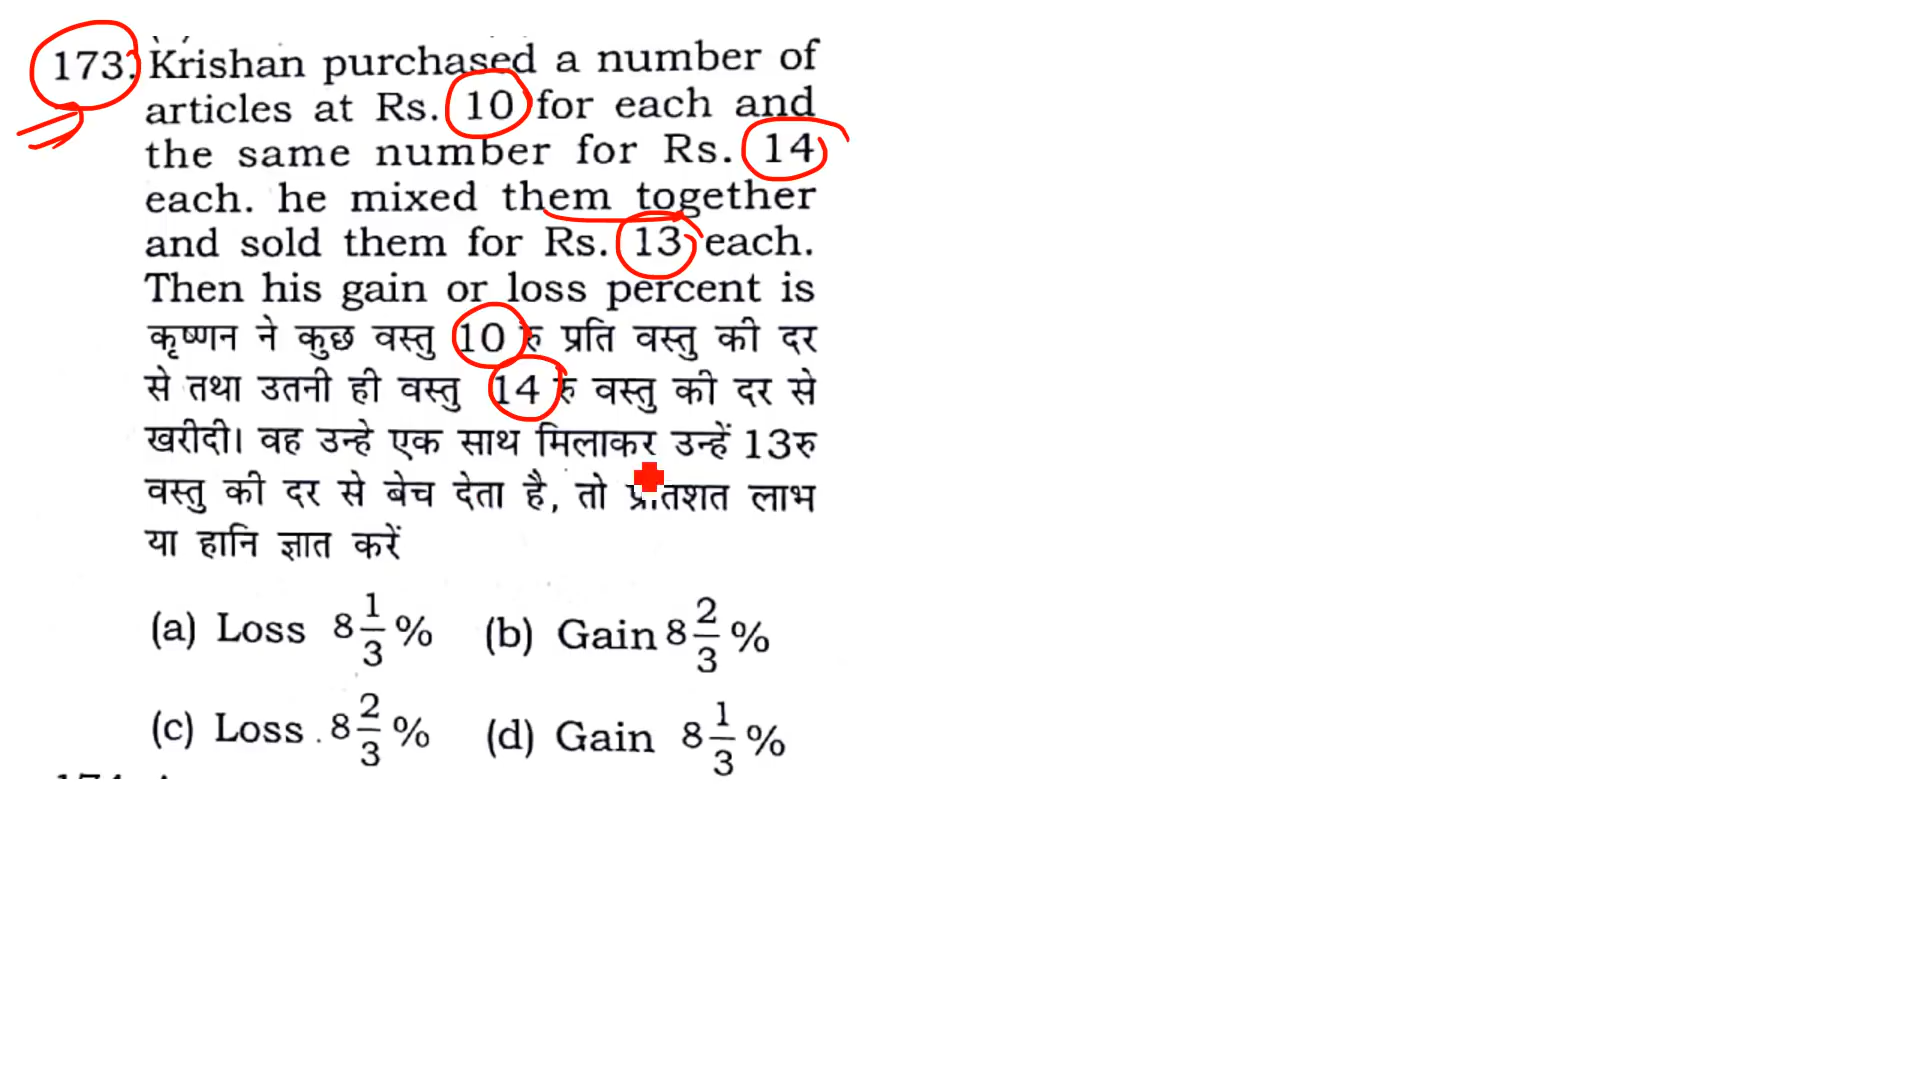 173. Krishan purchased a number of
articles at Rs. 10 for each and
the same number for Rs. 14
each. he mixed them together
and sold them for Rs. 13 each.
Then his gain or loss percent is
कृष्णन ने कुछ वस्तु 10 रु प्रति वस्तु की दर
से तथा उतनी ही वस्तु 14 रु वस्तु की दर से
खरीदी। वह उन्हे एक साथ मिलाकर उन्हें 13रु
वस्तु की दर से बेच देता है, तो प्रतिशत लाभ
या हानि ज्ञात करें
(a) Loss 8 1/3 % (b) Gain 8 2/3 %
(c) Loss . 8 2/3 % (d) Gain 8 1/3 %